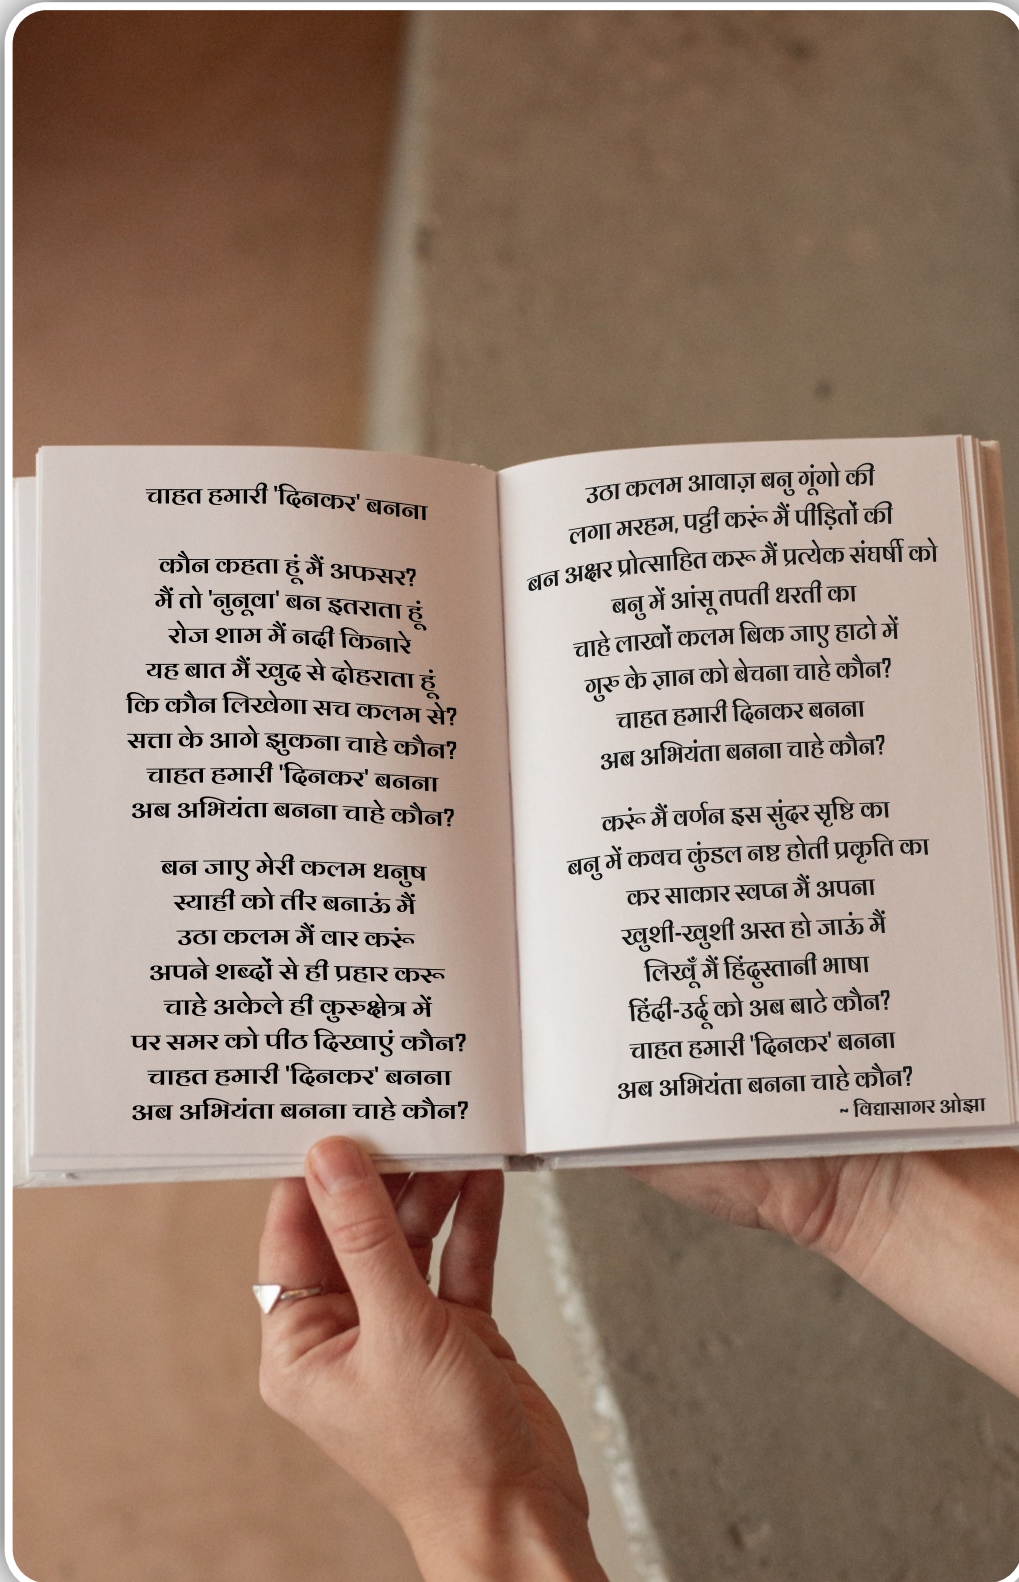 चाहत हमारी 'दिनकर' बनना
कौन कहता हूं मैं अफसर?
मैं तो 'नुनूवा' बन इतराता हूं
रोज शाम मैं नदी किनारे
यह बात मैं खुद से दोहराता हूं
कि कौन लिखेगा सच कलम से?
सत्ता के आगे झुकना चाहे कौन?
चाहत हमारी 'दिनकर' बनना
अब अभियंता बनना चाहे कौन?
बन जाए मेरी कलम धनुष
स्याही को तीर बनाऊं मैं
उठा कलम मैं वार करूं
अपने शब्दों से ही प्रहार करू
चाहे अकेले ही कुरुक्षेत्र में
पर समर को पीठ दिखाएं कौन?
चाहत हमारी 'दिनकर' बनना
अब अभियंता बनना चाहे कौन?
उठा कलम आवाज़ बनु गूंगो की
लगा मरहम, पट्टी करूं मैं पीड़ितों की
बन अक्षर प्रोत्साहित करू मैं प्रत्येक संघर्षी को
बनु में आंसू तपती धरती का
चाहे लाखों कलम बिक जाए हाटो में
गुरु के ज्ञान को बेचना चाहे कौन?
चाहत हमारी दिनकर बनना
अब अभियंता बनना चाहे कौन?
करूं मैं वर्णन इस सुंदर सृष्टि का
बनु में कवच कुंडल नष्ट होती प्रकृति का
कर साकार स्वप्न मैं अपना
खुशी-खुशी अस्त हो जाऊं मैं
लिखूँ मैं हिंदुस्तानी भाषा
हिंदी-उर्दू को अब बाटे कौन?
चाहत हमारी 'दिनकर' बनना
अब अभियंता बनना चाहे कौन?
~ विद्यासागर ओझा